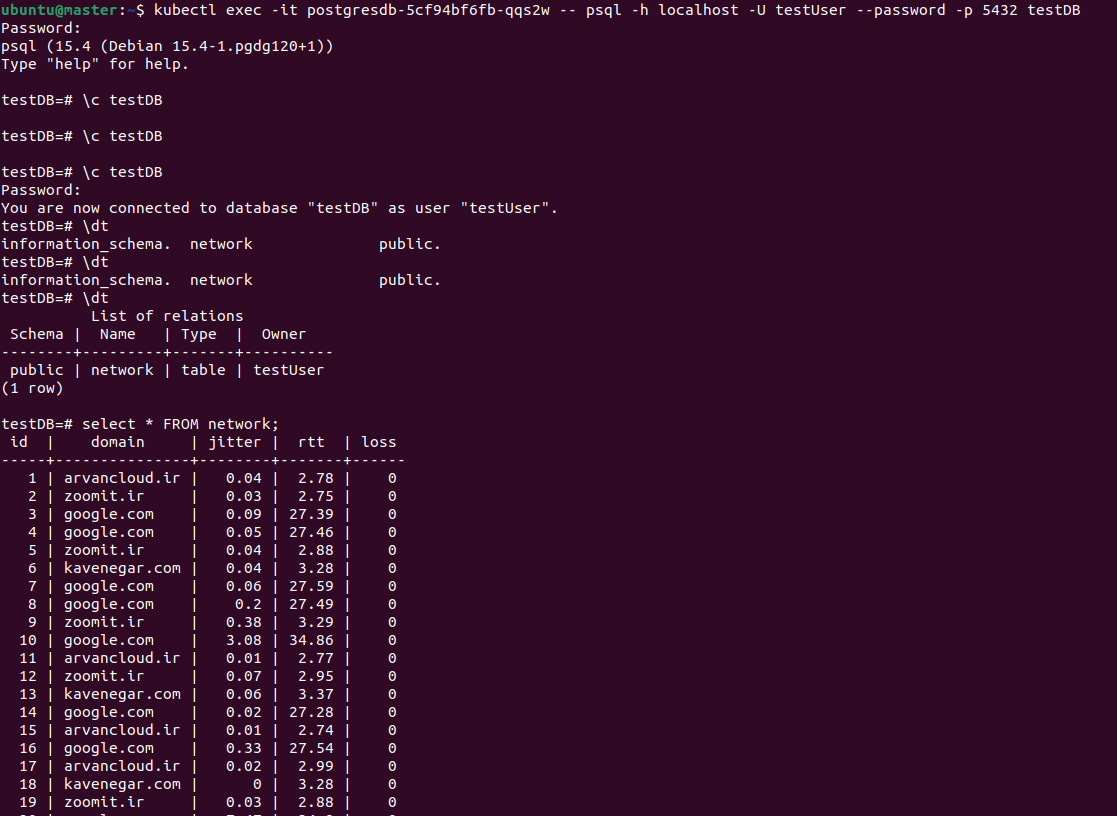 ubuntu@master:~$ kubectl exec -it postgresdb-5cf94bf6fb-qqs2w -- psql -h localhost -U testUser --password -p 5432 testDB
Password:
psql (15.4 (Debian 15.4-1.pgdg120+1))
Type "help" for help.

testDB=# \c testDB

testDB=# \c testDB

testDB=# \c testDB
Password:
You are now connected to database "testDB" as user "testUser".
testDB=# \dt
information_schema.  network              public.
testDB=# \dt
information_schema.  network              public.
testDB=# \dt
          List of relations
 Schema |  Name   | Type  |  Owner
--------+---------+-------+----------
 public | network | table | testUser
(1 row)

testDB=# select * FROM network;
 id  |    domain     | jitter |  rtt  | loss
-----+---------------+--------+-------+------
   1 | arvancloud.ir |   0.04 |  2.78 |    0
   2 | zoomit.ir     |   0.03 |  2.75 |    0
   3 | google.com    |   0.09 | 27.39 |    0
   4 | google.com    |   0.05 | 27.46 |    0
   5 | zoomit.ir     |   0.04 |  2.88 |    0
   6 | kavenegar.com |   0.04 |  3.28 |    0
   7 | google.com    |   0.06 | 27.59 |    0
   8 | google.com    |    0.2 | 27.49 |    0
   9 | zoomit.ir     |   0.38 |  3.29 |    0
  10 | google.com    |   3.08 | 34.86 |    0
  11 | arvancloud.ir |   0.01 |  2.77 |    0
  12 | zoomit.ir     |   0.07 |  2.95 |    0
  13 | kavenegar.com |   0.06 |  3.37 |    0
  14 | google.com    |   0.02 | 27.28 |    0
  15 | arvancloud.ir |   0.01 |  2.74 |    0
  16 | google.com    |   0.33 | 27.54 |    0
  17 | arvancloud.ir |   0.02 |  2.99 |    0
  18 | kavenegar.com |      0 |  3.28 |    0
  19 | zoomit.ir     |   0.03 |  2.88 |    0